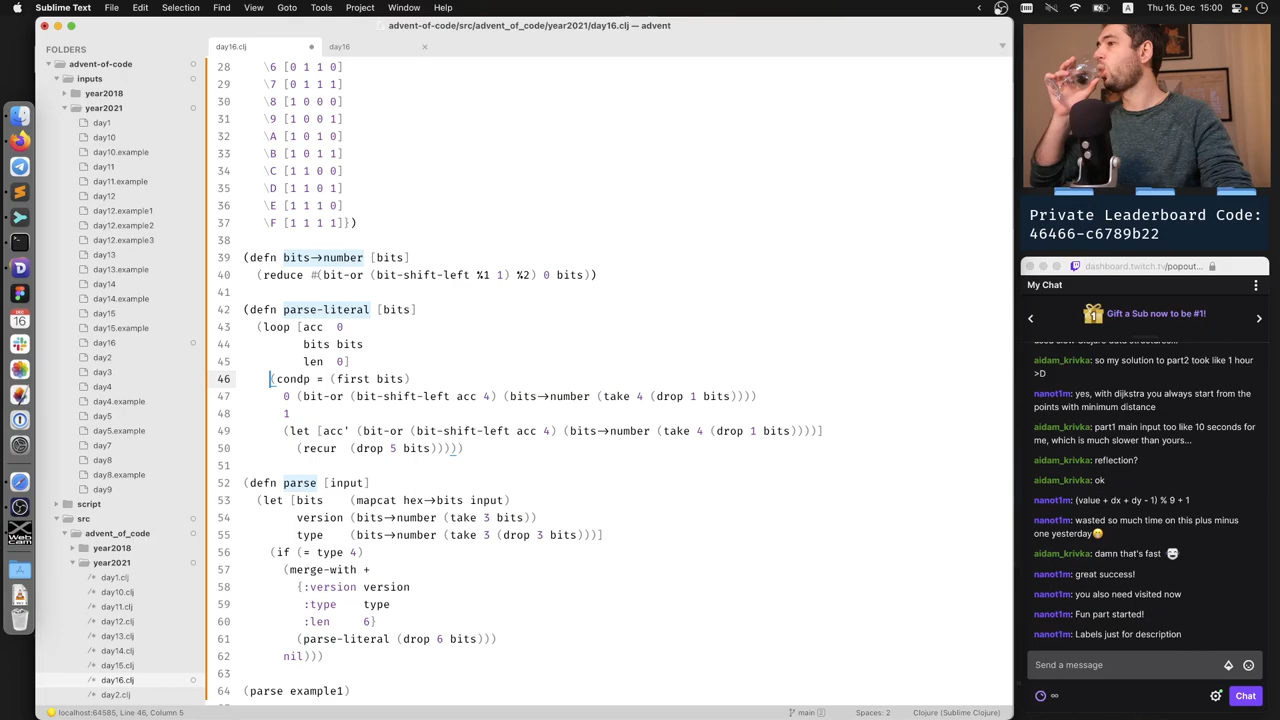 Sublime Text File Edit Selection Find View Goto Tools Project Window Help
A Thu 16. Dec 15:00
advent-of-code/src/advent_of_code/year2021/day16.clj — advent
FOLDERS
advent-of-code
inputs
year2018
year2021
day1
day10
day10.example
day11
day11.example
day12
day12.example1
day12.example2
day12.example3
day13
day13.example
day14
day14.example
day15
day15.example
day16
day2
day3
day4
day4.example
day5
day5.example
day7
day8
day8.example
day9
script
src
advent_of_code
year2018
year2021
/* day1.clj
/* day10.clj
/* day11.clj
/* day12.clj
/* day13.clj
/* day14.clj
/* day15.clj
/* day16.clj
/* day2.clj
day16.clj
day16
28 \6 [0 1 1 0]
29 \7 [0 1 1 1]
30 \8 [1 0 0 0]
31 \9 [1 0 0 1]
32 \A [1 0 1 0]
33 \B [1 0 1 1]
34 \C [1 1 0 0]
35 \D [1 1 0 1]
36 \E [1 1 1 0]
37 \F [1 1 1 1]})
38
39 (defn bits->number [bits]
40 (reduce #(bit-or (bit-shift-left %1 1) %2) 0 bits))
41
42 (defn parse-literal [bits]
43 (loop [acc 0
44 bits bits
45 len 0]
46 (condp = (first bits)
47 0 (bit-or (bit-shift-left acc 4) (bits->number (take 4 (drop 1 bits))))
48 1
49 (let [acc' (bit-or (bit-shift-left acc 4) (bits->number (take 4 (drop 1 bits))))]
50 (recur (drop 5 bits)))))
51
52 (defn parse [input]
53 (let [bits (mapcat hex->bits input)
54 version (bits->number (take 3 bits))
55 type (bits->number (take 3 (drop 3 bits)))]
56 (if (= type 4)
57 (merge-with +
58 {:version version
59 :type type
60 :len 6}
61 (parse-literal (drop 6 bits)))
62 nil)))
63
64 (parse example1)
localhost:64585, Line 46, Column 5
main 2
Spaces: 2
Clojure (Sublime Clojure)
DEC
16
Web
Cam
Private Leaderboard Code:
46466-c6789b22
dashboard.twitch.tv/popout...
My Chat
1
Gift a Sub now to be #1!
used slow Clojure data structures...
aidam_krivka: so my solution to part2 took like 1 hour
>D
nanot1m: yes, with dijkstra you always start from the
points with minimum distance
aidam_krivka: part1 main input too like 10 seconds for
me, which is much slower than yours...
aidam_krivka: reflection?
aidam_krivka: ok
nanot1m: (value + dx + dy - 1) % 9 + 1
nanot1m: wasted so much time on this plus minus
one yesterday
aidam_krivka: damn that's fast
nanot1m: great success!
nanot1m: you also need visited now
nanot1m: Fun part started!
nanot1m: Labels just for description
Send a message
∞
Chat